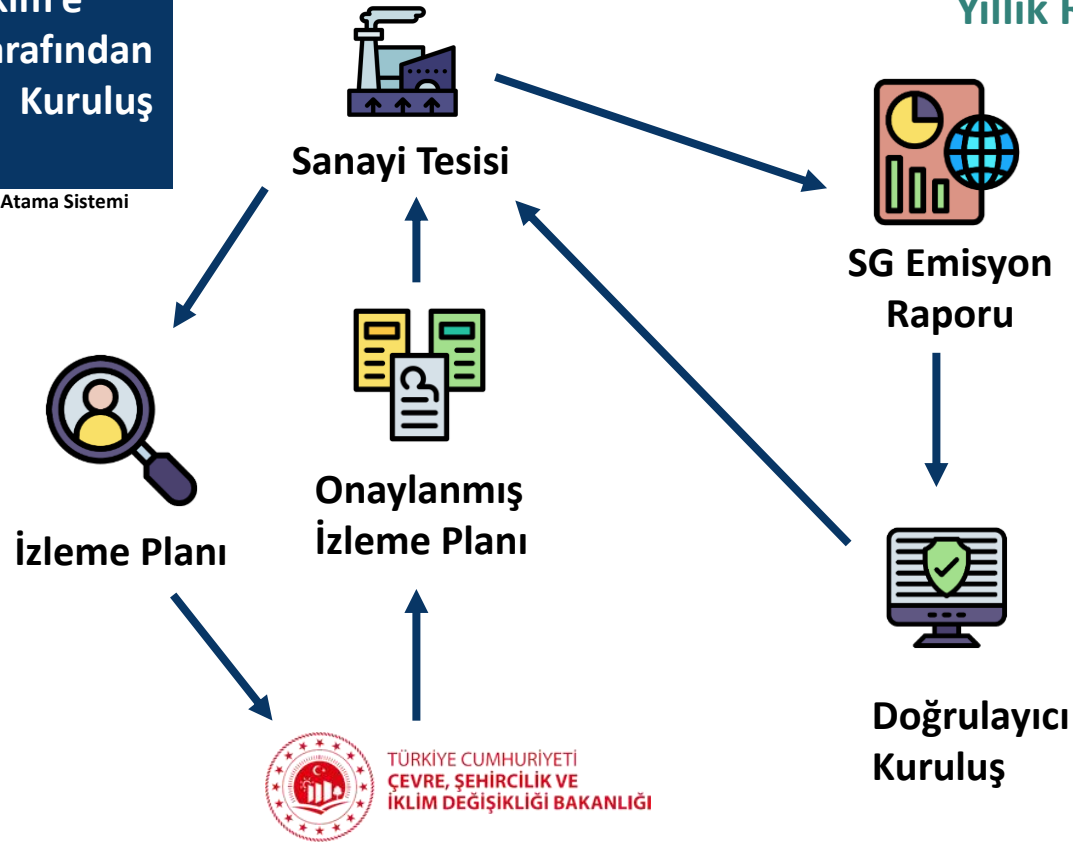 Kuruluş
Atama Sistemi
Yıllık
Sanayi Tesisi
SG Emisyon
Raporu
Onaylanmış
İzleme Planı
İzleme Planı
Doğrulayıcı
Kuruluş
TÜRKİYE CUMHURİYETİ
ÇEVRE, ŞEHİRCİLİK VE
İKLİM DEĞİŞİKLİĞİ BAKANLIĞI